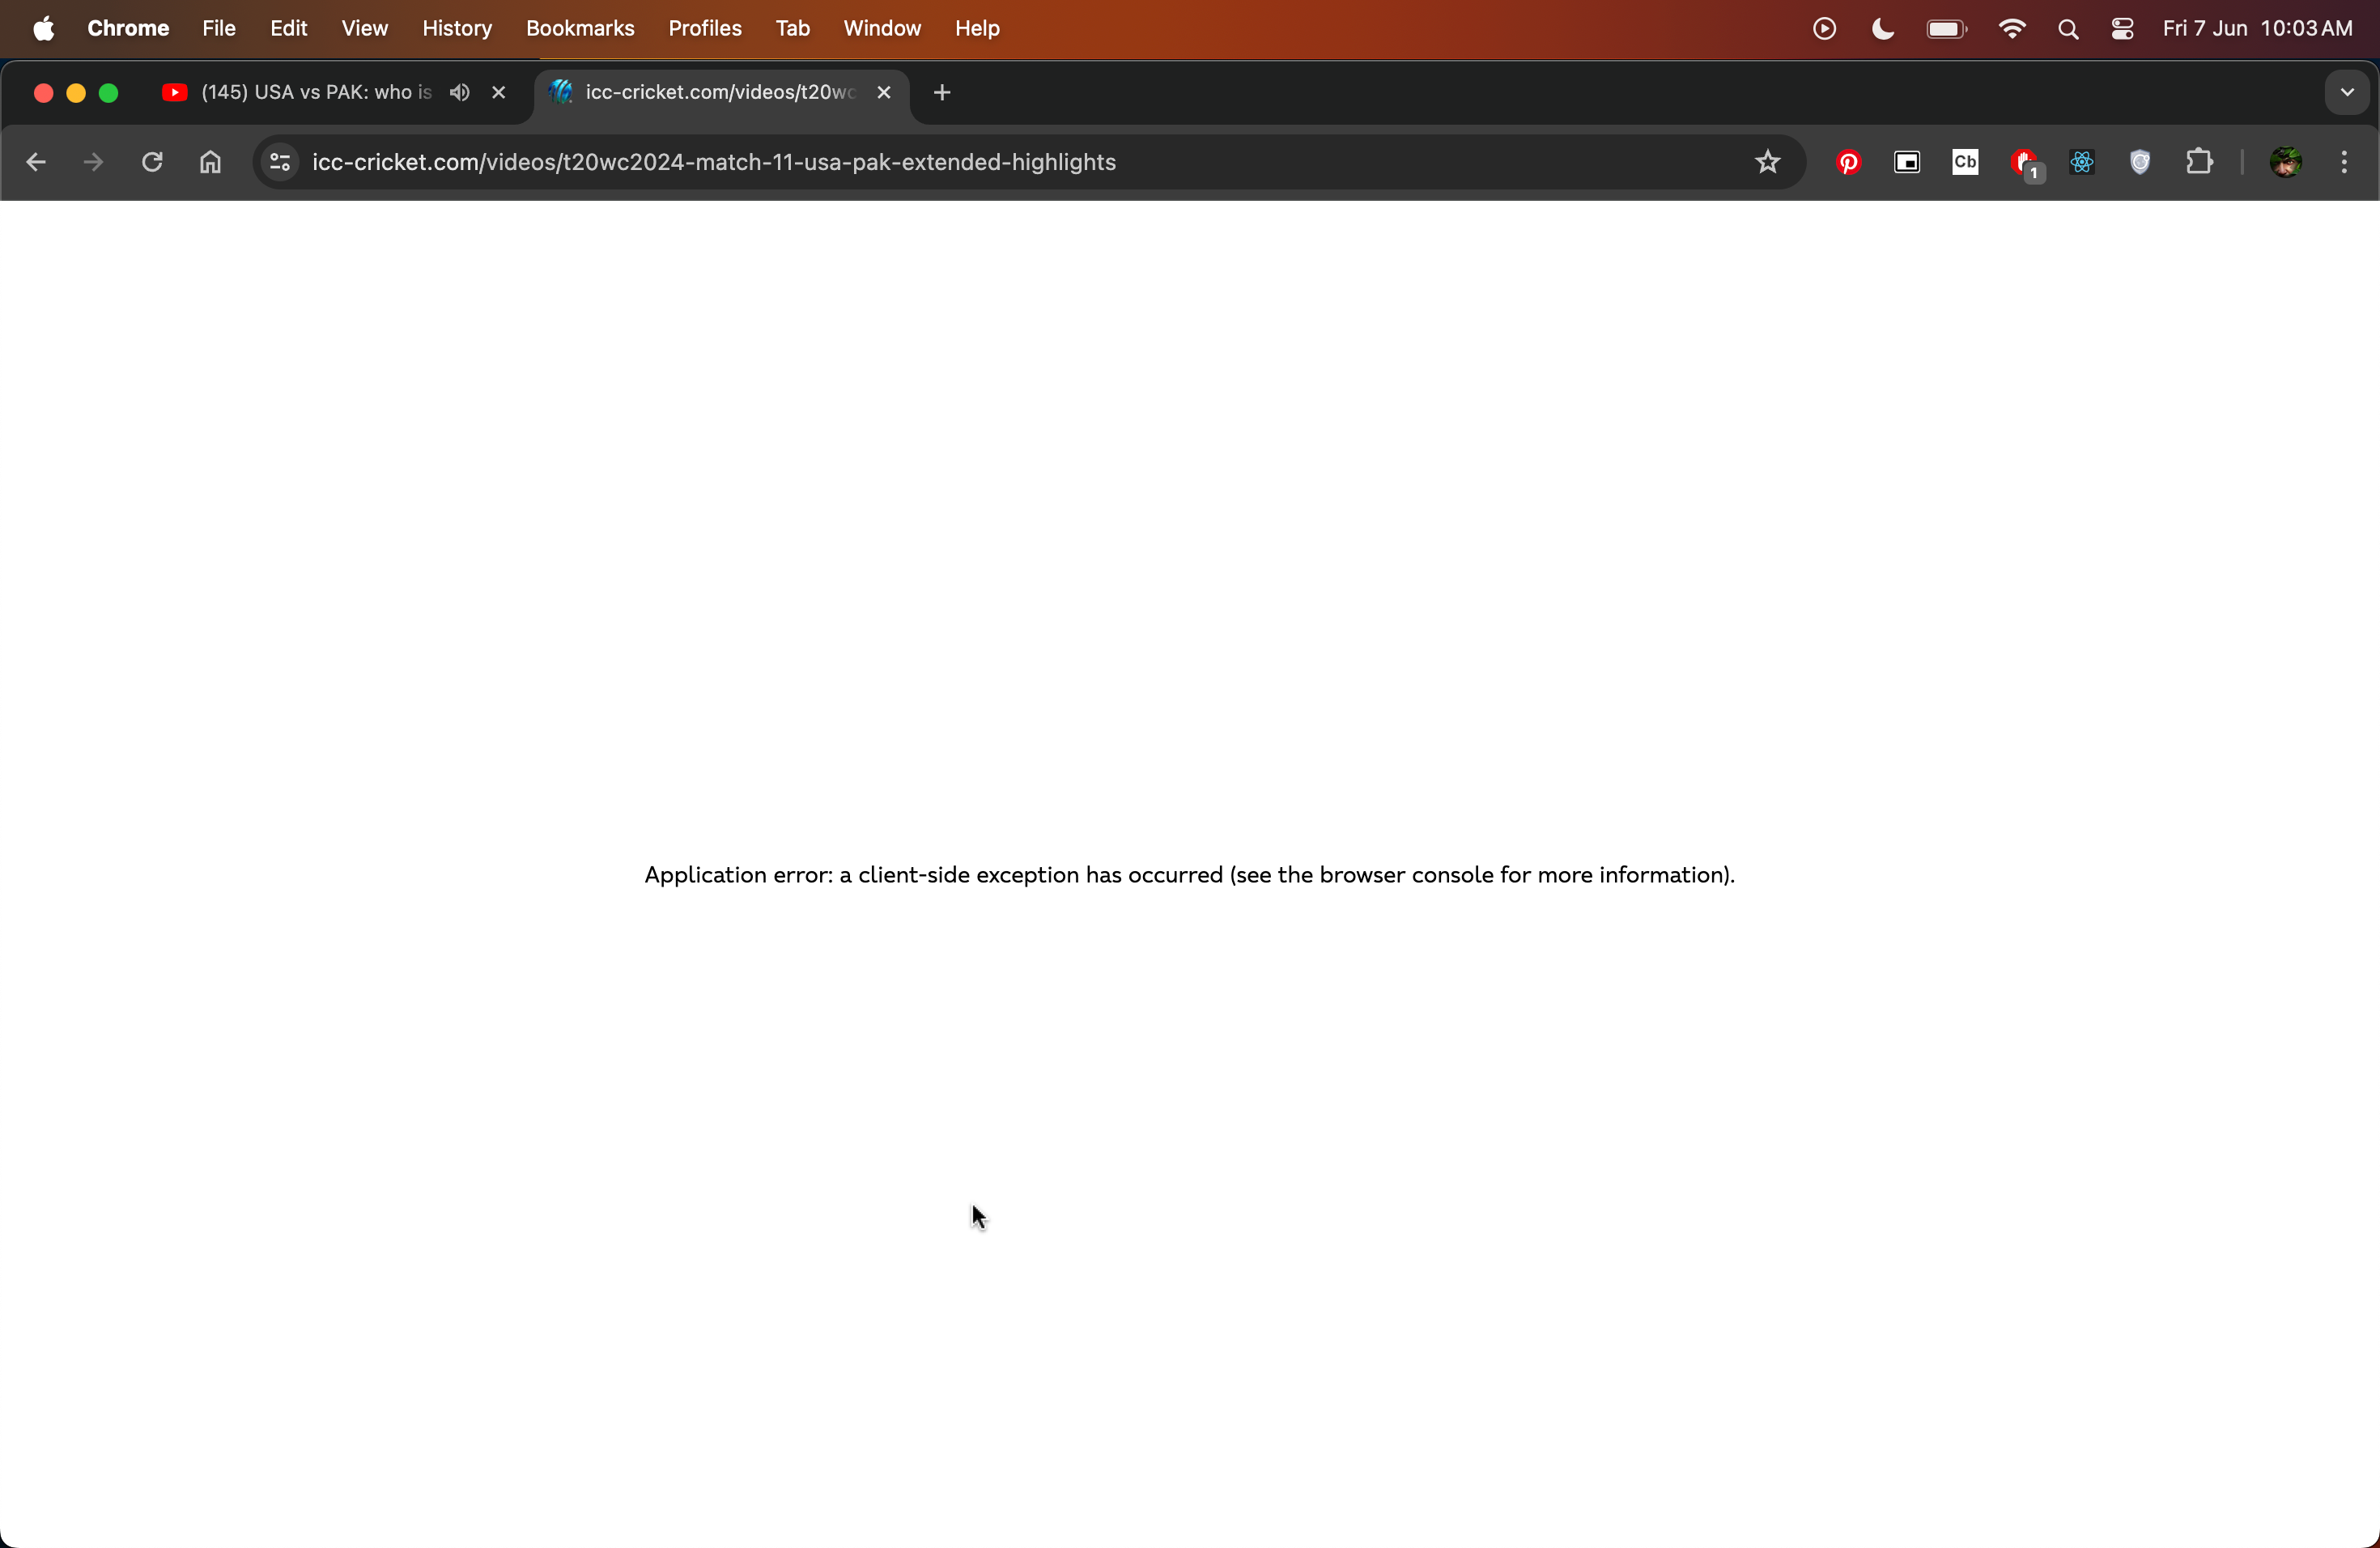 Chrome File Edit View History Bookmarks Profiles Tab Window Help Fri 7 Jun 10:03 AM
(145) USA vs PAK: who is icc-cricket.com/videos/t20wc
icc-cricket.com/videos/t20wc2024-match-11-usa-pak-extended-highlights Cb 1
Application error: a client-side exception has occurred (see the browser console for more information).